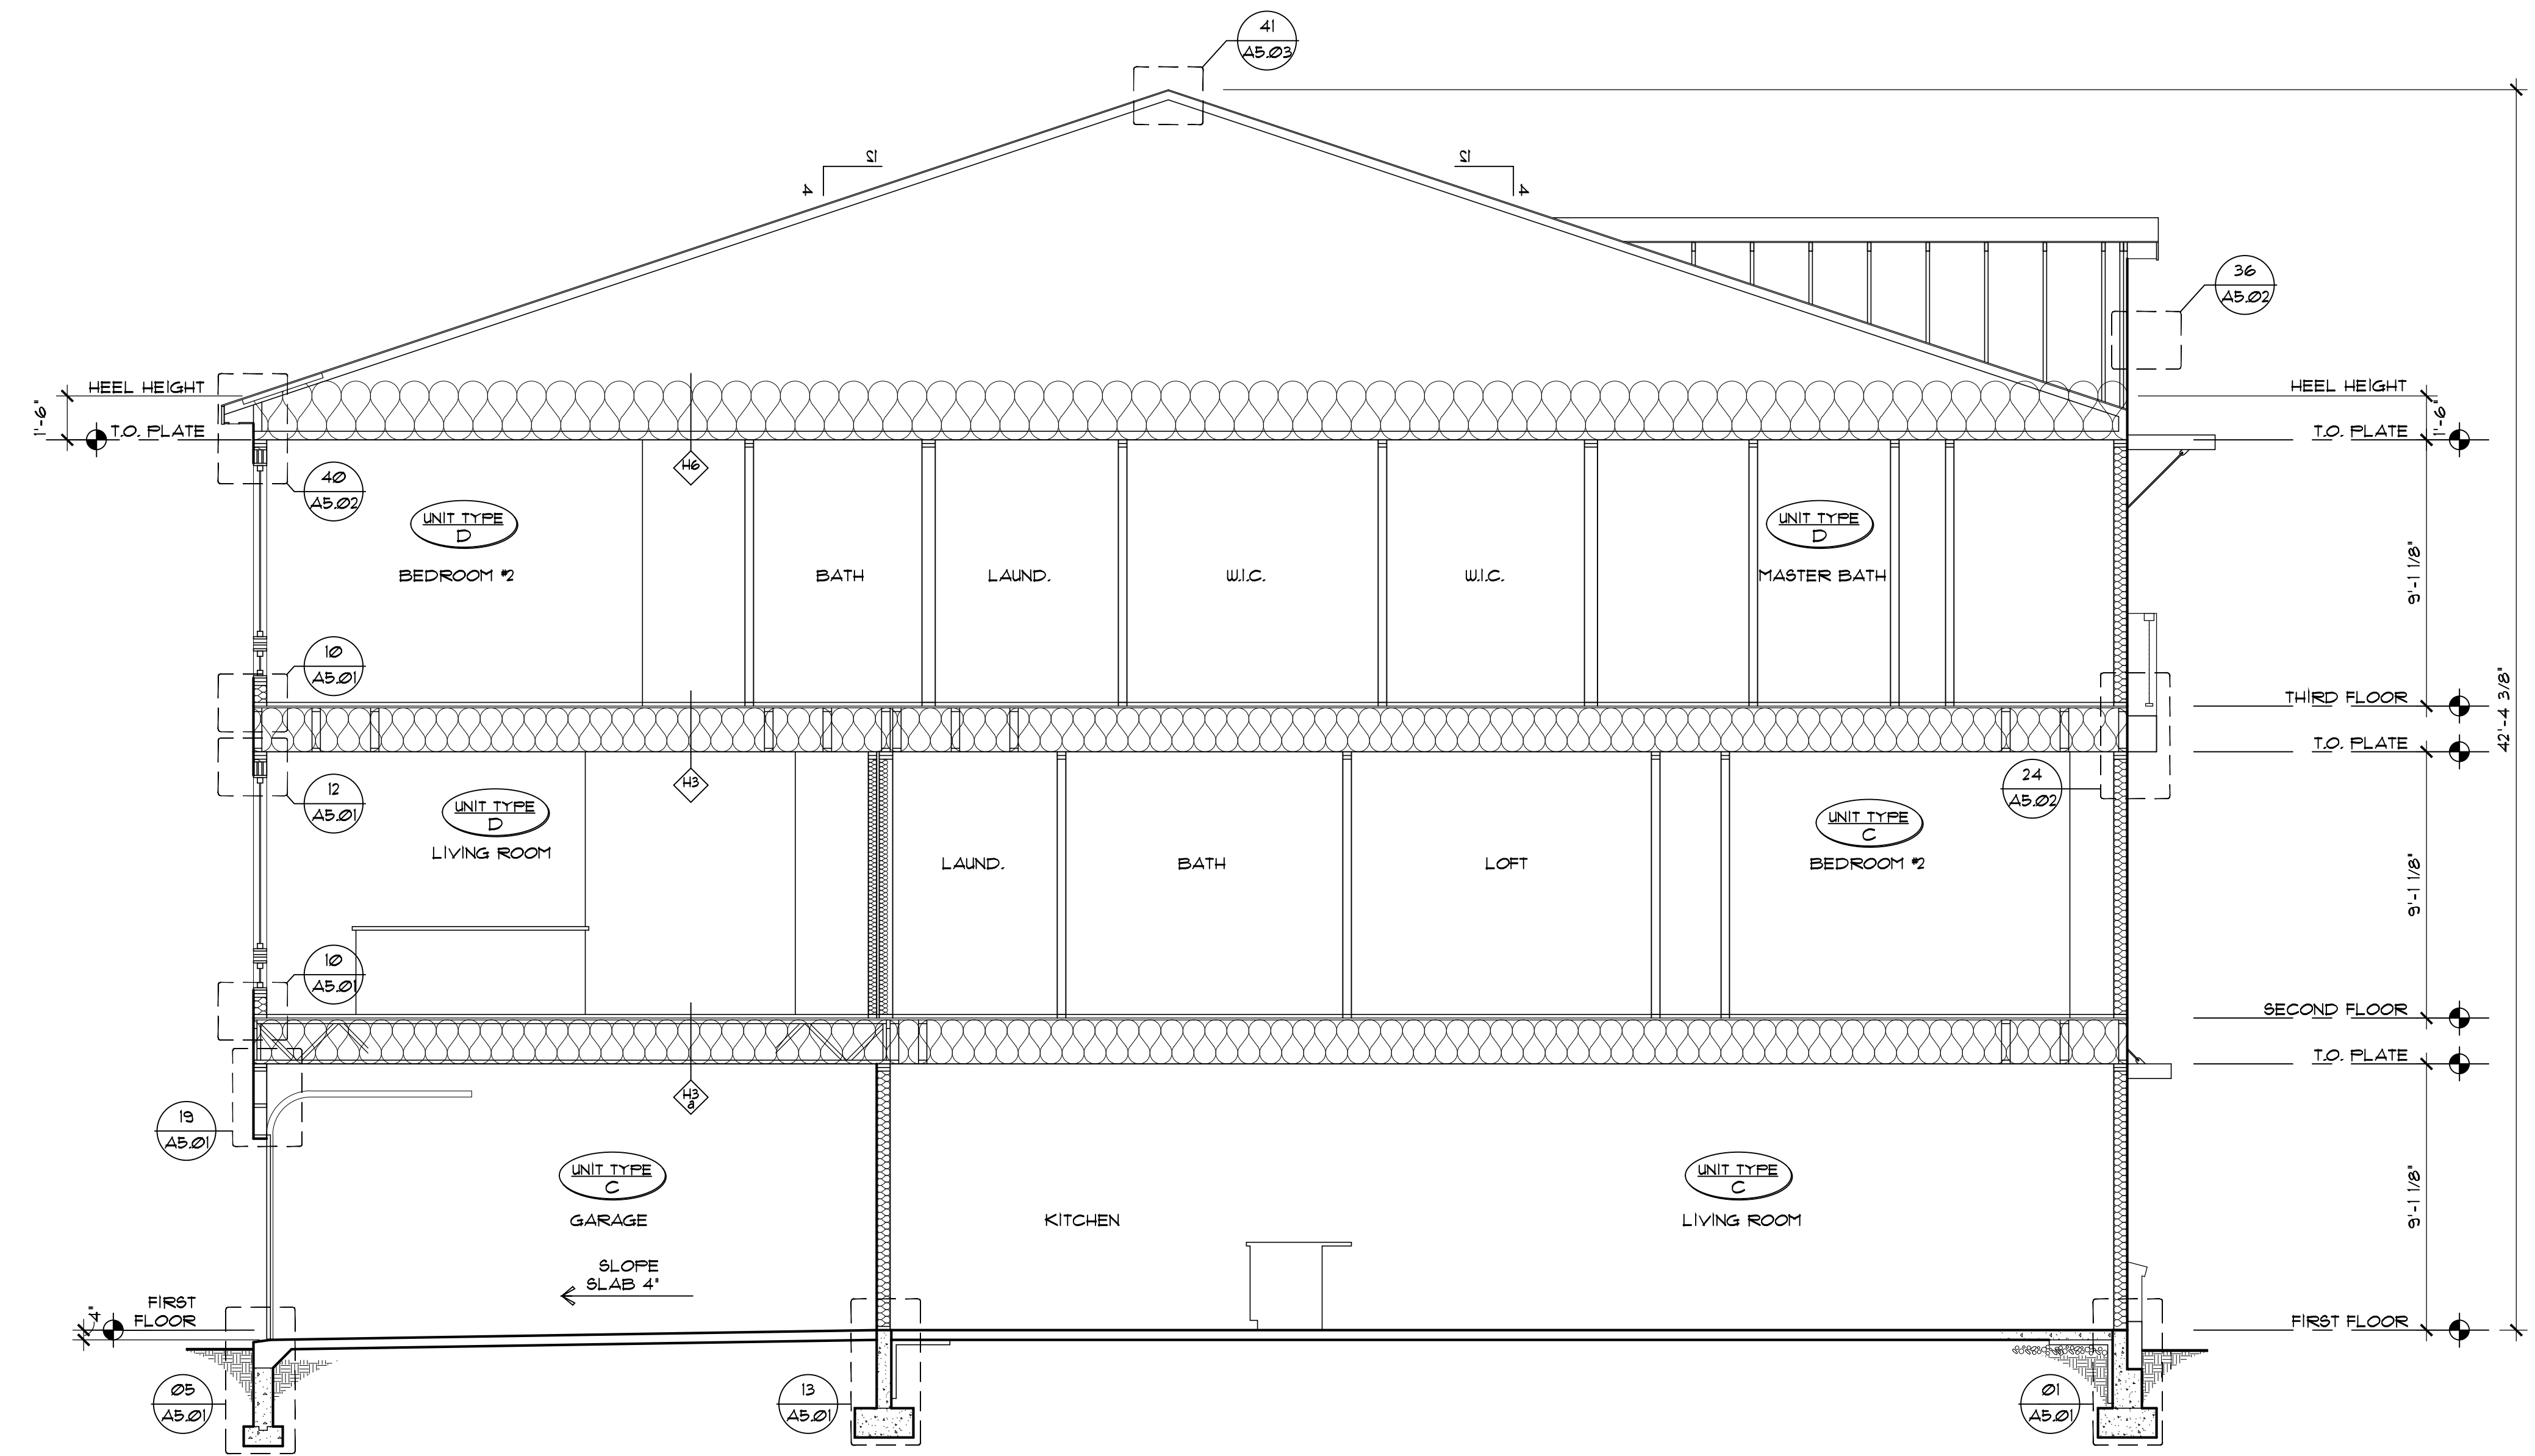 41
A5.03
12
4
12
4
36
A5.02
HEEL HEIGHT
1'-6"
T.O. PLATE
HEEL HEIGHT
1'-6"
T.O. PLATE
H6
40
A5.02
UNIT TYPE
D
BEDROOM #2
BATH
LAUND.
W.I.C.
W.I.C.
UNIT TYPE
D
MASTER BATH
9'-1 1/8"
10
A5.01
THIRD FLOOR
42'-4 3/8"
T.O. PLATE
H3
12
A5.01
24
A5.02
UNIT TYPE
D
LIVING ROOM
LAUND.
BATH
LOFT
UNIT TYPE
C
BEDROOM #2
9'-1 1/8"
10
A5.01
SECOND FLOOR
T.O. PLATE
H3
a
19
A5.01
UNIT TYPE
C
GARAGE
KITCHEN
UNIT TYPE
C
LIVING ROOM
9'-1 1/8"
SLOPE
SLAB 4"
4"
FIRST
FLOOR
FIRST FLOOR
05
A5.01
13
A5.01
01
A5.01